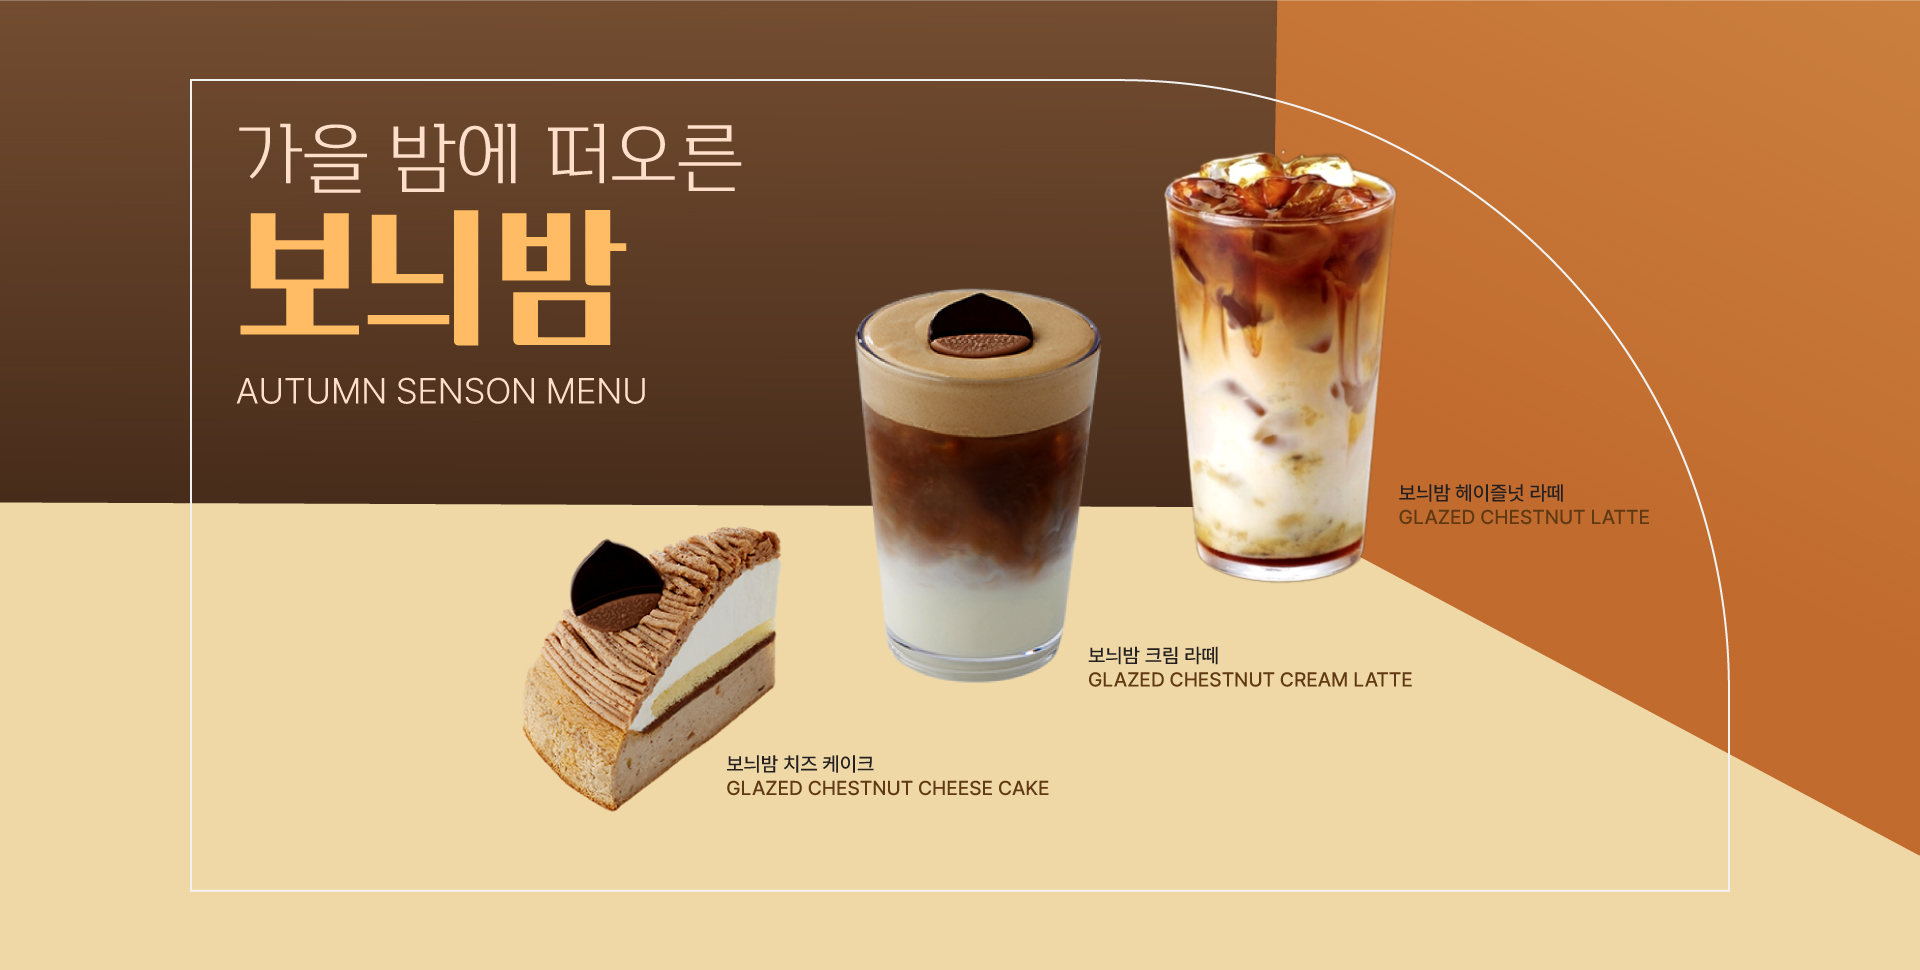 가을 밤에 떠오른
보늬밤
AUTUMN SENSON MENU
보늬밤 헤이즐넛 라떼
GLAZED CHESTNUT LATTE
보늬밤 크림 라떼
GLAZED CHESTNUT CREAM LATTE
보늬밤 치즈 케이크
GLAZED CHESTNUT CHEESE CAKE